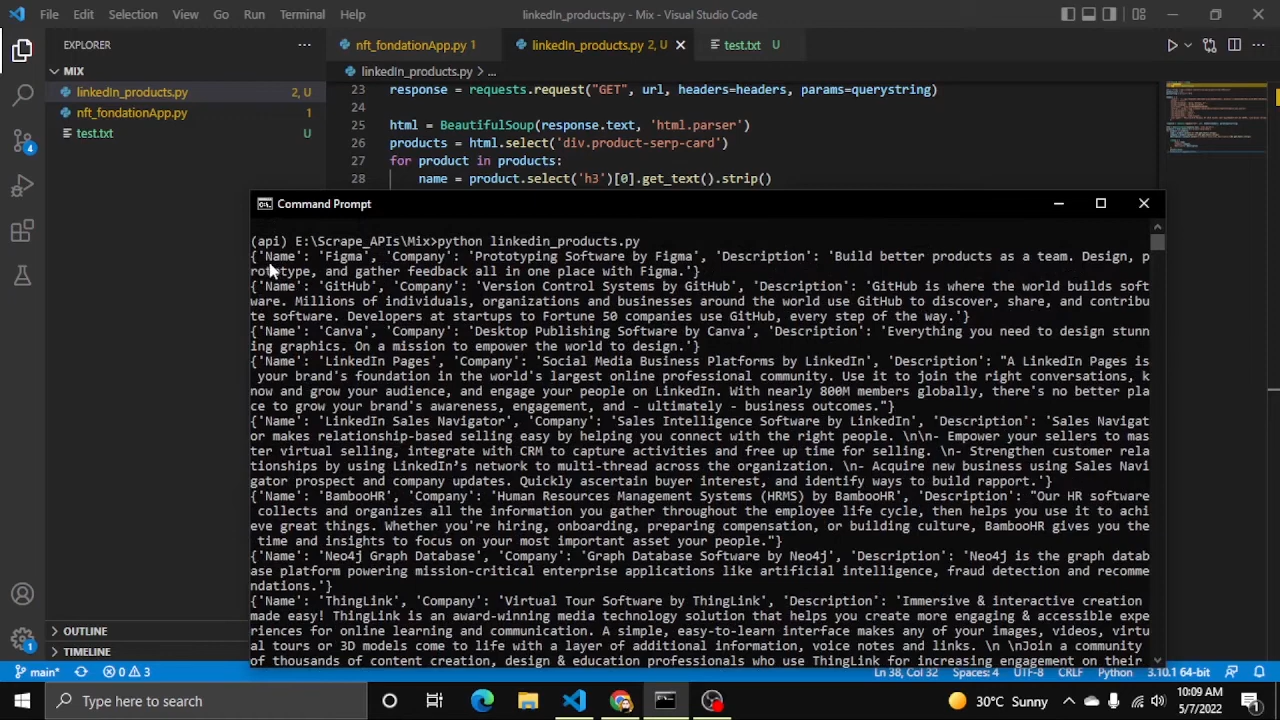 File Edit Selection View Go Run Terminal Help linkedIn_products.py - Mix - Visual Studio Code
EXPLORER
nft_fondationApp.py 1 linkedIn_products.py 2, U test.txt U
MIX
linkedIn_products.py > ...
linkedIn_products.py 2, U
nft_fondationApp.py 1
test.txt U
23 response = requests.request("GET", url, headers=headers, params=querystring)
25 html = BeautifulSoup(response.text, 'html.parser')
26 products = html.select('div.product-serp-card')
27 for product in products:
28 name = product.select('h3')[0].get_text().strip()
Command Prompt
(api) E:\Scrape_APIs\Mix>python linkedin_products.py
{'Name': 'Figma', 'Company': 'Prototyping Software by Figma', 'Description': 'Build better products as a team. Design, p
rototype, and gather feedback all in one place with Figma.'}
{'Name': 'GitHub', 'Company': 'Version Control Systems by GitHub', 'Description': 'GitHub is where the world builds soft
ware. Millions of individuals, organizations and businesses around the world use GitHub to discover, share, and contribu
te software. Developers at startups to Fortune 50 companies use GitHub, every step of the way.'}
{'Name': 'Canva', 'Company': 'Desktop Publishing Software by Canva', 'Description': 'Everything you need to design stunn
ing graphics. On a mission to empower the world to design.'}
{'Name': 'LinkedIn Pages', 'Company': 'Social Media Business Platforms by LinkedIn', 'Description': "A LinkedIn Pages is
 your brand's foundation in the world's largest online professional community. Use it to join the right conversations, k
now and grow your audience, and engage your people on LinkedIn. With nearly 800M members globally, there's no better pla
ce to grow your brand's awareness, engagement, and - ultimately - business outcomes."}
{'Name': 'LinkedIn Sales Navigator', 'Company': 'Sales Intelligence Software by LinkedIn', 'Description': 'Sales Navigat
or makes relationship-based selling easy by helping you connect with the right people. \n\n- Empower your sellers to mas
ter virtual selling, integrate with CRM to capture activities and free up time for selling. \n- Strengthen customer rela
tionships by using LinkedIn’s network to multi-thread across the organization. \n- Acquire new business using Sales Navi
gator prospect and company updates. Quickly ascertain buyer interest, and identify ways to build rapport.'}
{'Name': 'BambooHR', 'Company': 'Human Resources Management Systems (HRMS) by BambooHR', 'Description': "Our HR software
 collects and organizes all the information you gather throughout the employee life cycle, then helps you use it to achi
eve great things. Whether you're hiring, onboarding, preparing compensation, or building culture, BambooHR gives you the
 time and insights to focus on your most important asset your people."}
{'Name': 'Neo4j Graph Database', 'Company': 'Graph Database Software by Neo4j', 'Description': 'Neo4j is the graph datab
ase platform powering mission-critical enterprise applications like artificial intelligence, fraud detection and recomme
ndations.'}
{'Name': 'ThingLink', 'Company': 'Virtual Tour Software by ThingLink', 'Description': 'Immersive & interactive creation
made easy! ThingLink is an award-winning media technology solution that helps you create more engaging & accessible expe
riences for online learning and communication. A simple, easy-to-learn interface makes any of your images, videos, virtu
al tours or 3D models come to life with a layer of additional information, voice notes and links. \n \nJoin a community
of thousands of content creation, design & education professionals who use ThingLink for increasing engagement on their
4
OUTLINE
TIMELINE
1
main* 0 3 Ln 38, Col 32 Spaces: 4 UTF-8 CRLF Python 3.10.1 64-bit
Type here to search 30°C Sunny 10:09 AM
5/7/2022 1